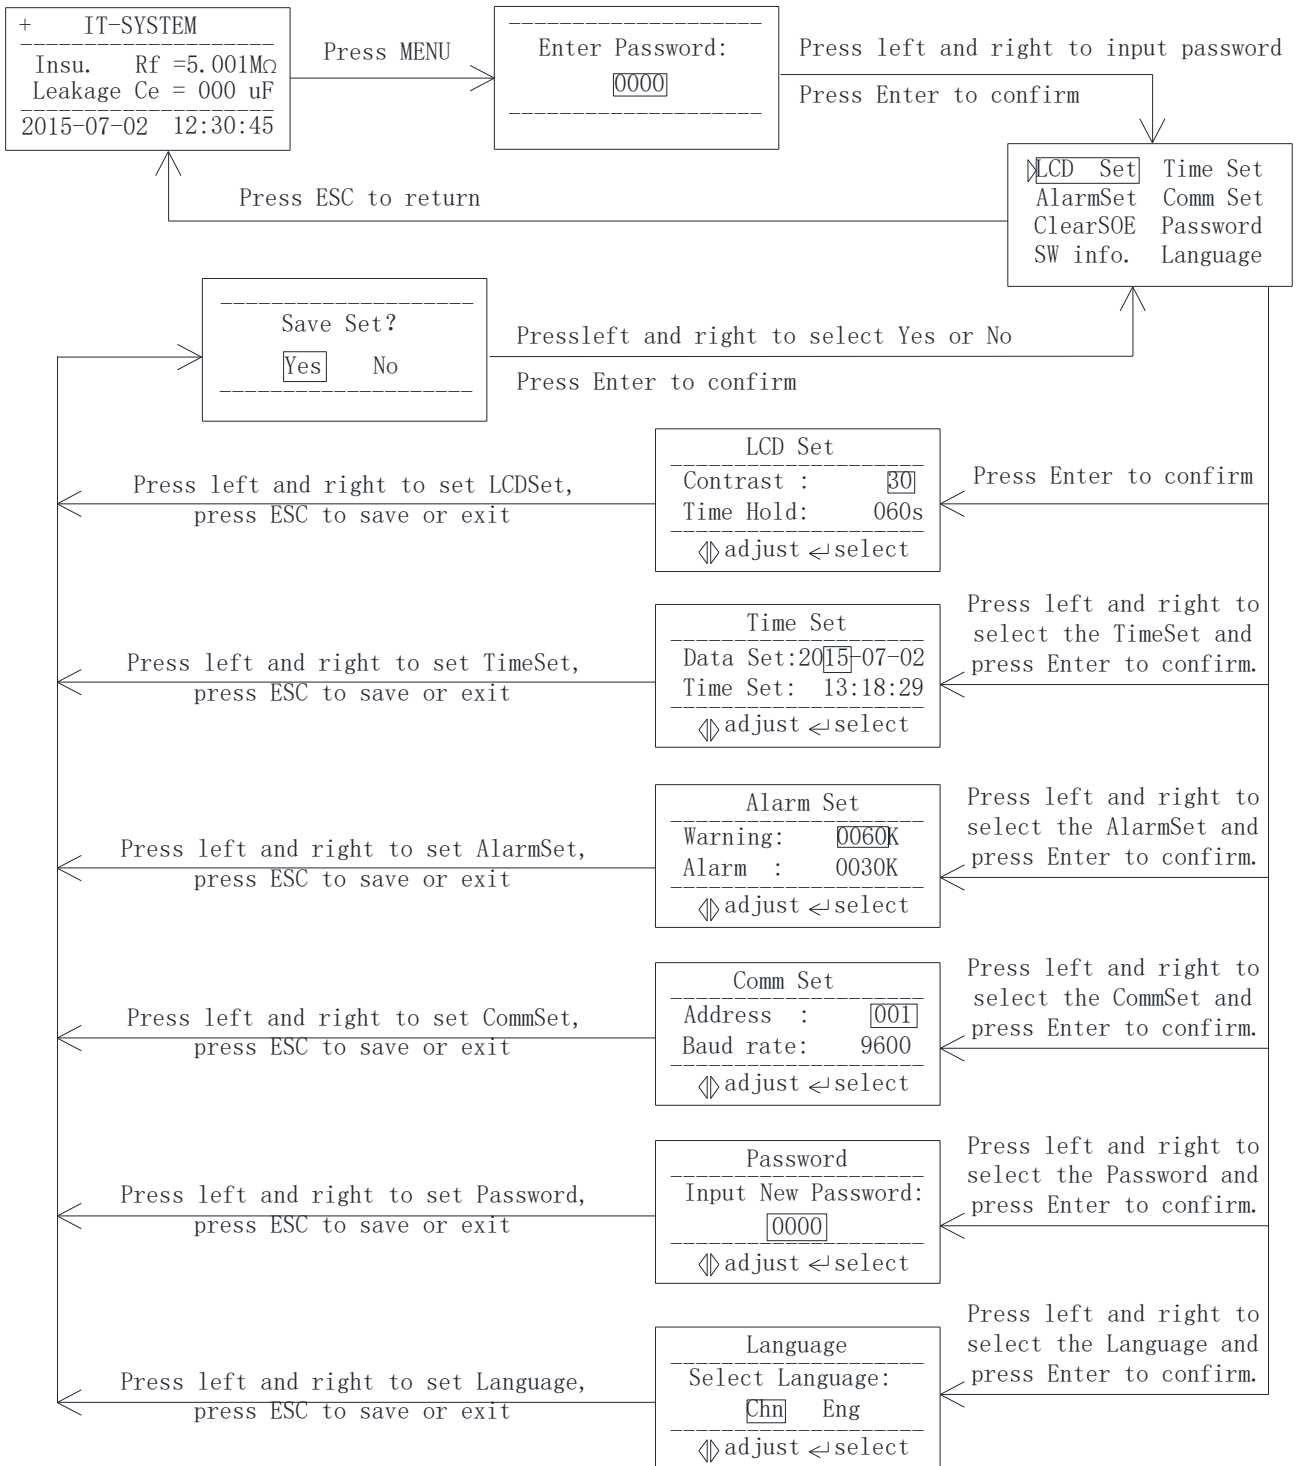 + IT-SYSTEM
Insu. Rf =5.001MΩ
Leakage Ce = 000 uF
2015-07-02 12:30:45
Press MENU
Enter Password:
0000
Press left and right to input password
Press Enter to confirm
LCD Set Time Set
AlarmSet Comm Set
ClearSOE Password
SW info. Language
Press ESC to return
Save Set?
Yes No
Pressleft and right to select Yes or No
Press Enter to confirm
Press left and right to set LCDSet,
press ESC to save or exit
LCD Set
Contrast : 30
Time Hold: 060s
adjust select
Press Enter to confirm
Press left and right to set TimeSet,
press ESC to save or exit
Time Set
Data Set:2015-07-02
Time Set: 13:18:29
adjust select
Press left and right to
select the TimeSet and
press Enter to confirm.
Press left and right to set AlarmSet,
press ESC to save or exit
Alarm Set
Warning: 0060K
Alarm : 0030K
adjust select
Press left and right to
select the AlarmSet and
press Enter to confirm.
Press left and right to set CommSet,
press ESC to save or exit
Comm Set
Address : 001
Baud rate: 9600
adjust select
Press left and right to
select the CommSet and
press Enter to confirm.
Press left and right to set Password,
press ESC to save or exit
Password
Input New Password:
0000
adjust select
Press left and right to
select the Password and
press Enter to confirm.
Press left and right to set Language,
press ESC to save or exit
Language
Select Language:
Chn Eng
adjust select
Press left and right to
select the Language and
press Enter to confirm.